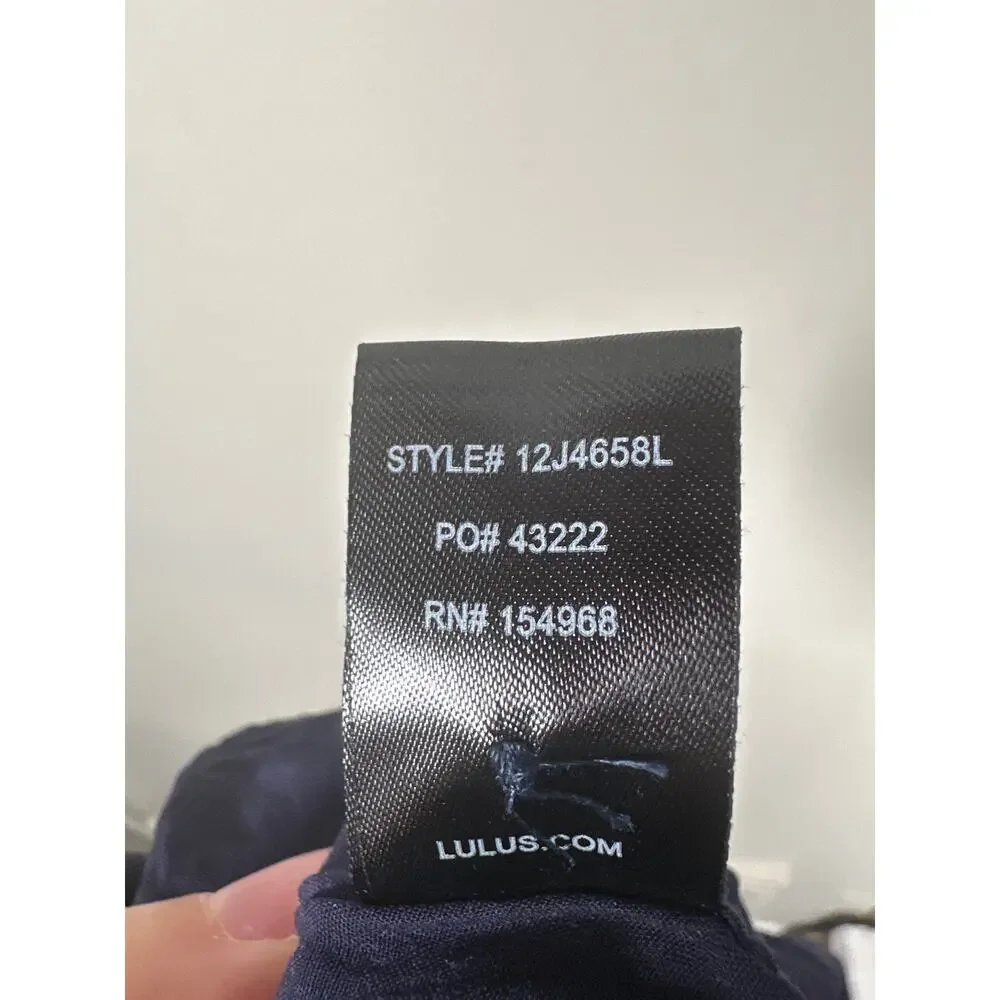 STYLE# 12J4658L
PO# 43222
RN# 154968
LULUS.COM